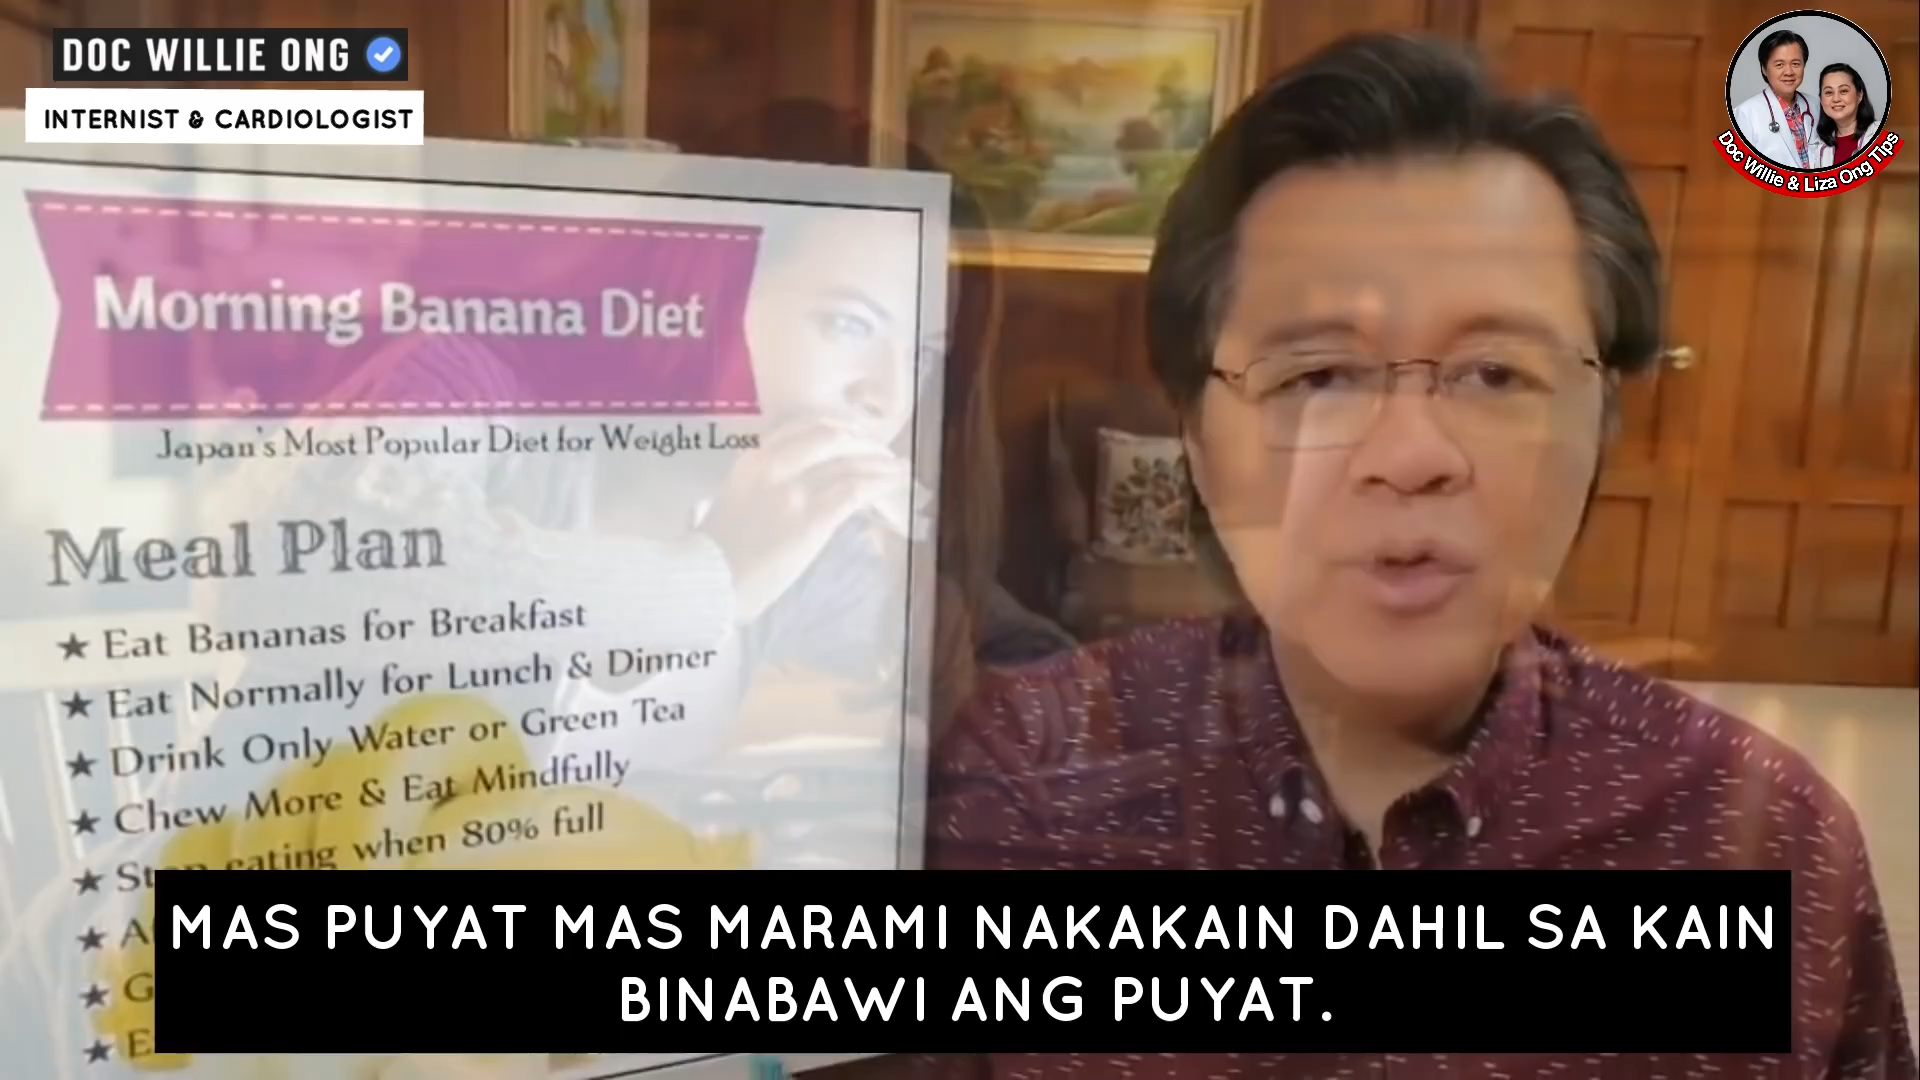 DOC WILLIE ONG
INTERNIST & CARDIOLOGIST
Doc Willie & Liza Ong Tips
Morning Banana Diet
Japan's Most Popular Diet for Weight Loss
Meal Plan
★ Eat Bananas for Breakfast
★ Eat Normally for Lunch & Dinner
★ Drink Only Water or Green Tea
★ Chew More & Eat Mindfully
★ eating when 80% full
MAS PUYAT MAS MARAMI NAKAKAIN DAHIL SA KAIN
BINABAWI ANG PUYAT.